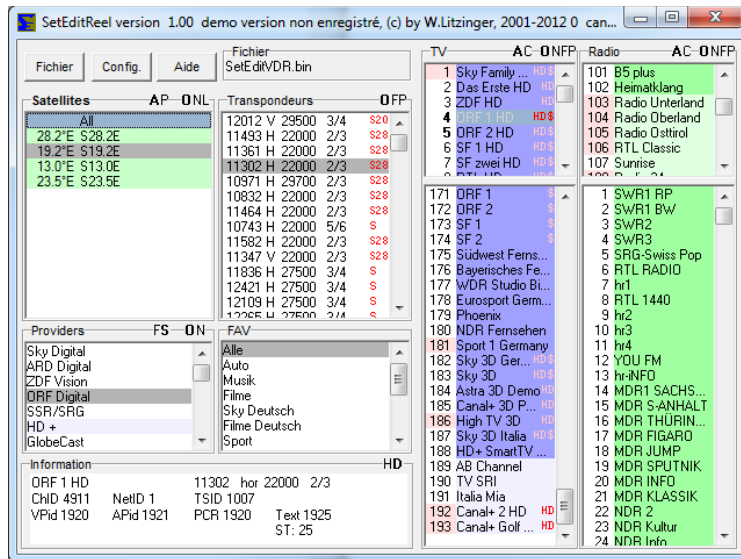 SetEditReel version 1.00 demo version non enregistré, (c) by W.Litzinger, 2001-2012 0 can...
Fichier
Config.
Aide
Fichier
SetEditVDR.bin
Satellites
AP ONL
All
28.2°E S28.2E
19.2°E S19.2E
13.0°E S13.0E
23.5°E S23.5E
Transpondeurs
OFP
12012 V 29500 3/4 S20
11493 H 22000 2/3 S28
11361 H 22000 2/3 S28
11302 H 22000 2/3 S28
10971 H 29700 2/3 S28
10832 H 22000 2/3 S28
11464 H 22000 2/3 S28
10743 H 22000 5/6 S
11582 H 22000 2/3 S28
11347 V 22000 2/3 S28
11836 H 27500 3/4 S
12421 H 27500 3/4 S
12109 H 27500 3/4 S
12265 H 27500 3/4 S
Providers
FS ON
Sky Digital
ARD Digital
ZDF Vision
ORF Digital
SSR/SRG
HD +
GlobeCast
FAV
Alle
Auto
Musik
Filme
Sky Deutsch
Filme Deutsch
Sport
Information
HD
ORF 1 HD 11302 hor 22000 2/3
ChID 4911 NetID 1 TSID 1007
VPid 1920 APid 1921 PCR 1920 Text 1925
ST: 25
TV
AC ONFP
1 Sky Family ... HD $
2 Das Erste HD HD
3 ZDF HD HD
4 ORF 1 HD HD $
5 ORF 2 HD HD $
6 SF 1 HD HD $
7 SF zwei HD HD $
8 RTL HD HD $
171 ORF 1 $
172 ORF 2 $
173 SF 1 $
174 SF 2 $
175 Südwest Ferns...
176 Bayerisches Fe...
177 WDR Studio Bi...
178 Eurosport Germ...
179 Phoenix
180 NDR Fernsehen
181 Sport 1 Germany
182 Sky 3D Ger... HD $
183 Sky 3D HD $
184 Astra 3D Demo HD
185 Canal+ 3D P... HD
186 High TV 3D HD
187 Sky 3D Italia HD $
188 HD+ SmartTV ...
189 AB Channel
190 TV SRI
191 Italia Mia
192 Canal+ 2 HD HD
193 Canal+ Golf ... HD
Radio
AC ONFP
101 B5 plus
102 Heimatklang
103 Radio Unterland
104 Radio Oberland
105 Radio Osttirol
106 RTL Classic
107 Sunrise
108 Radio 24
1 SWR1 RP
2 SWR1 BW
3 SWR2
4 SWR3
5 SRG-Swiss Pop
6 RTL RADIO
7 hr1
8 RTL 1440
9 hr2
10 hr3
11 hr4
12 YOU FM
13 hr-iNFO
14 MDR1 SACHS...
15 MDR S-ANHALT
16 MDR THÜRIN...
17 MDR FIGARO
18 MDR JUMP
19 MDR SPUTNIK
20 MDR INFO
21 MDR KLASSIK
22 NDR 2
23 NDR Kultur
24 NDR Info